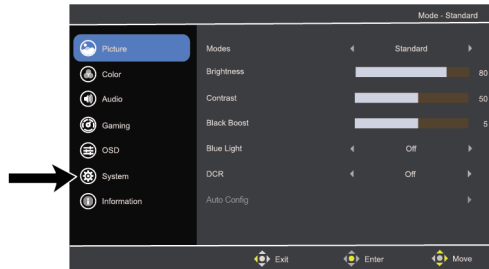 Mode - Standard
Picture
Modes
Standard
Color
Brightness
80
Audio
Contrast
50
Gaming
Black Boost
5
OSD
Blue Light
Off
System
DCR
Off
Information
Auto Config
Exit
Enter
Move